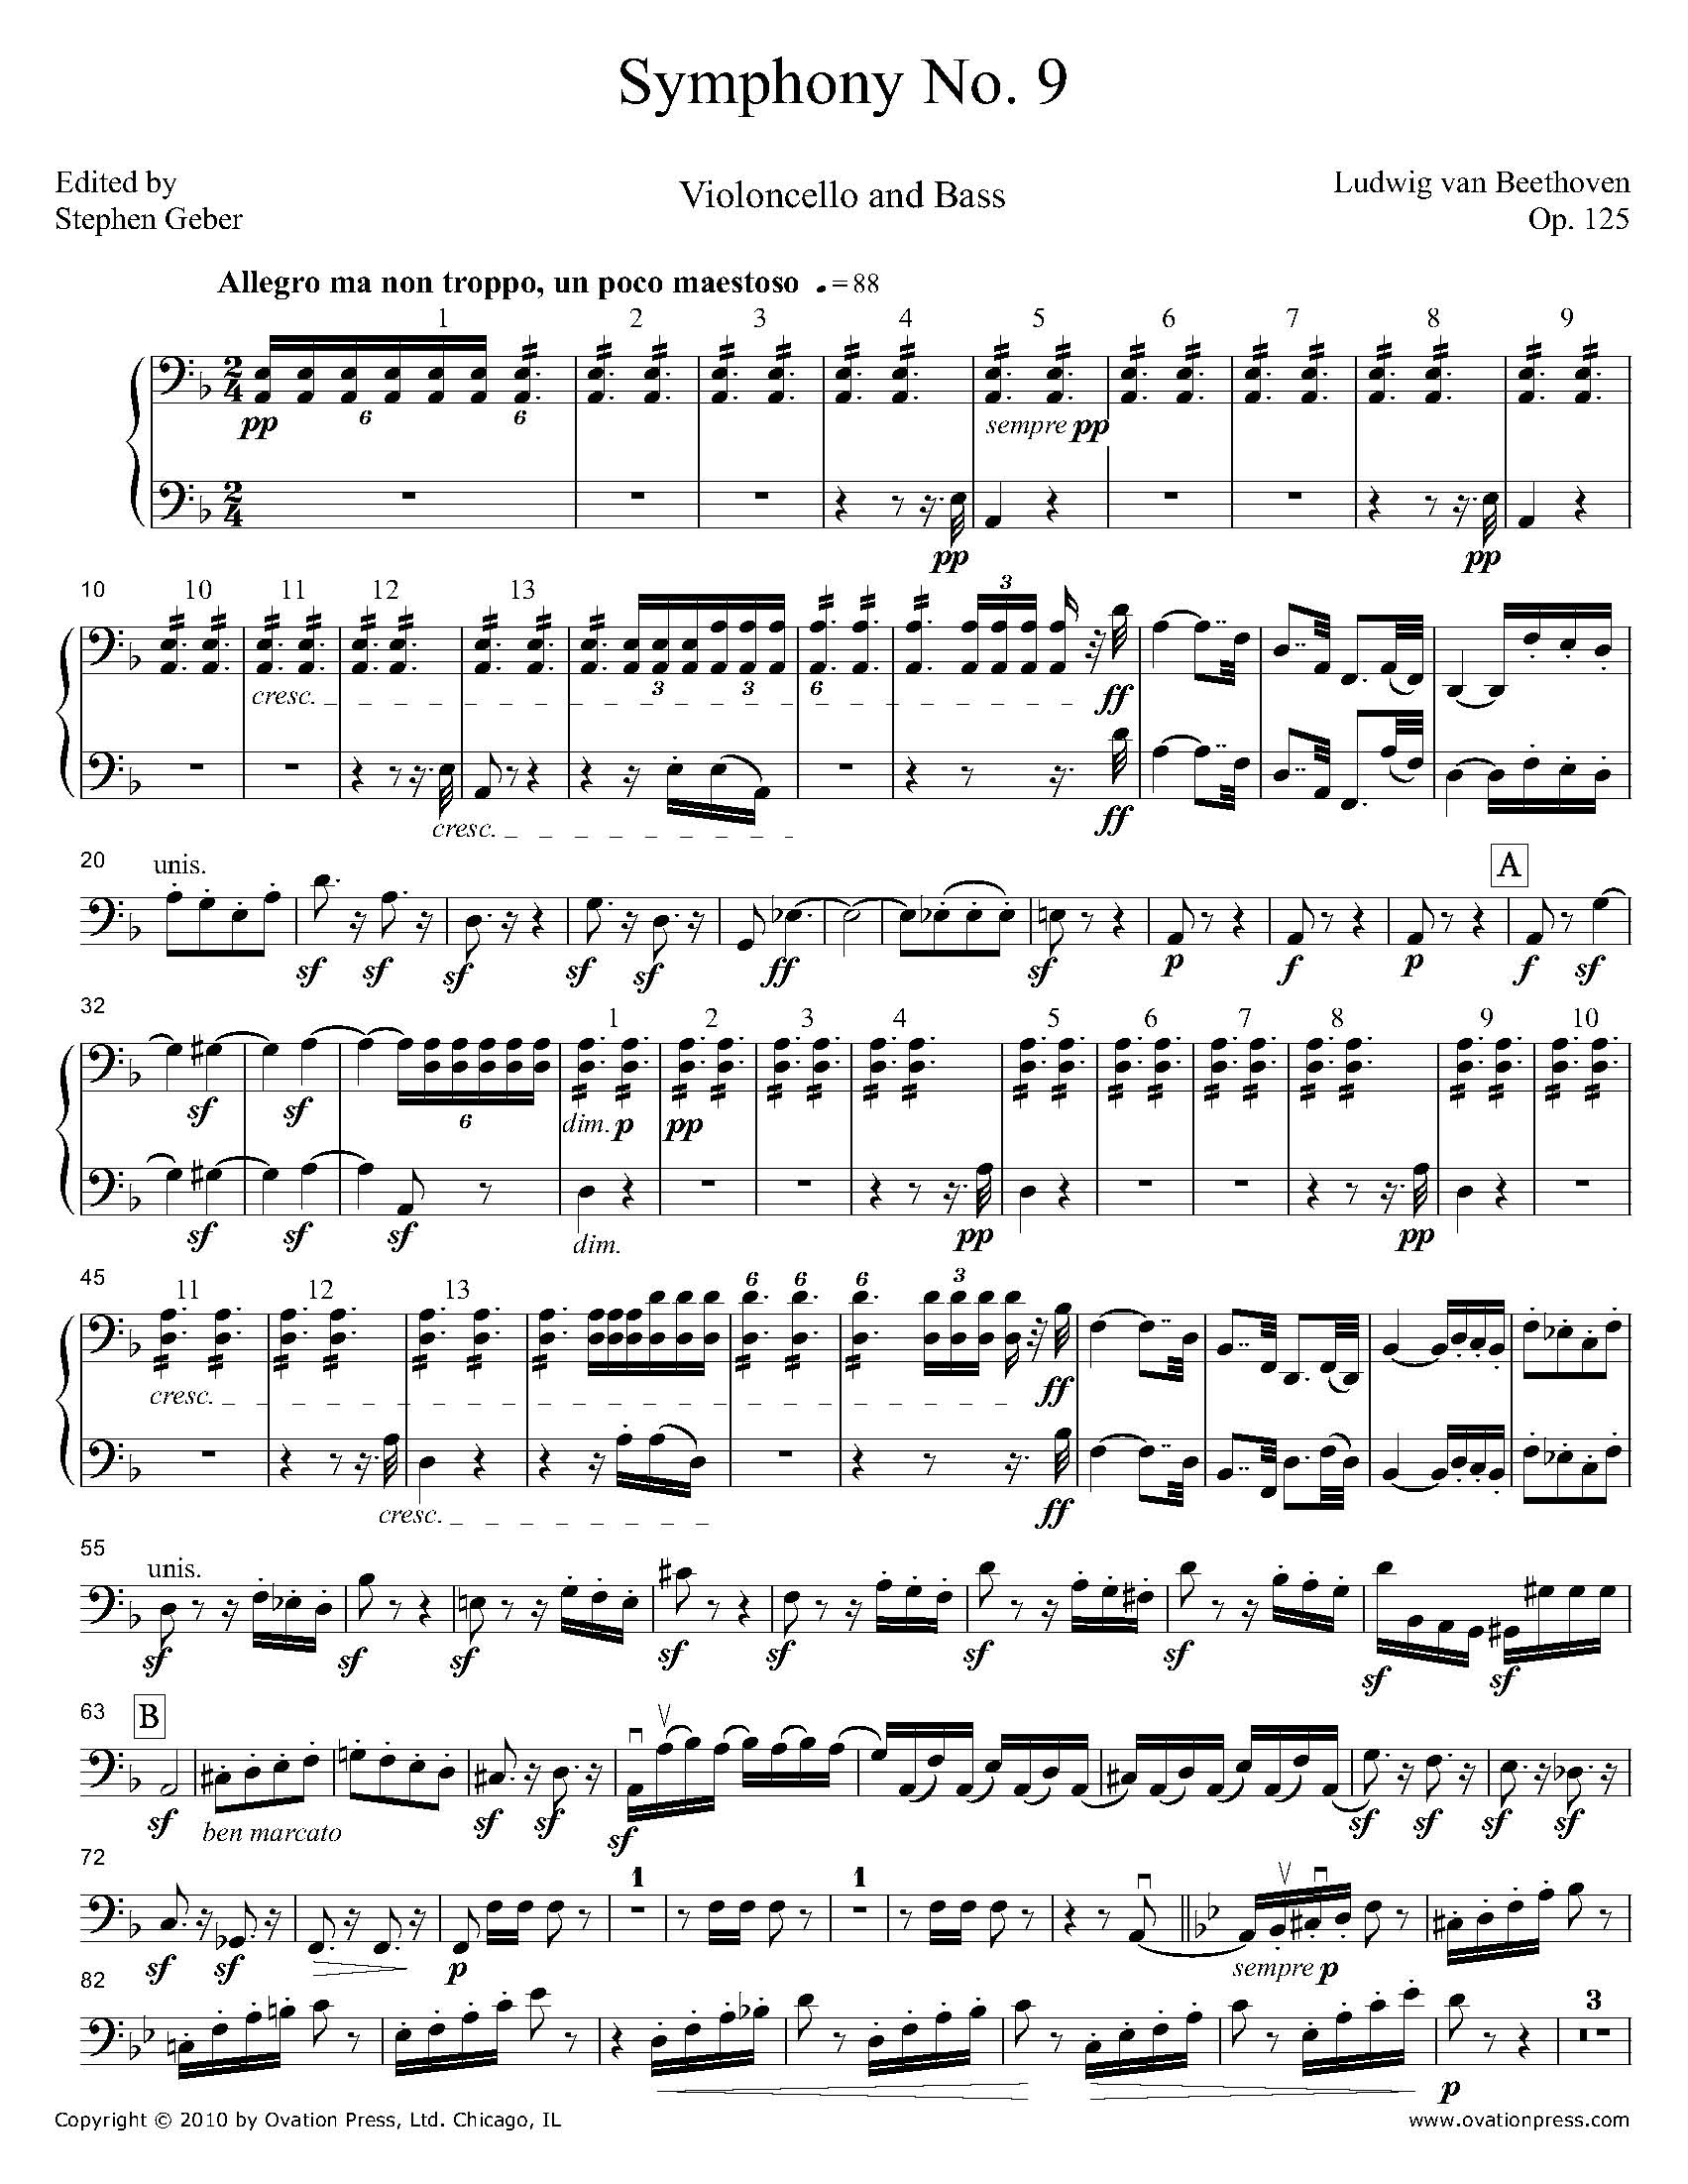 Symphony No. 9
Edited by
Stephen Geber
Violoncello and Bass
Ludwig van Beethoven
Op. 125
Allegro ma non troppo, un poco maestoso ♩. = 88
1 2 3 4 5 6 7 8 9
pp 6 6 sempre pp
pp pp
10 10 11 12 13 3
cresc. 3 3 6 ff
cresc. ff
20 unis. A
sf sf sf sf sf ff sf p f p f sf
32 1 2 3 4 5 6 7 8 9 10
sf sf 6 dim. p pp
sf sf sf dim. pp pp
45 11 12 13 6 6 6 3
cresc. ff
cresc. ff
55 unis.
sf sf sf sf sf sf sf sf sf
63 B
sf ben marcato sf sf sf sf sf sf sf
72 1 1
sf sf p sempre p
82 3
p
Copyright © 2010 by Ovation Press, Ltd. Chicago, IL
www.ovationpress.com